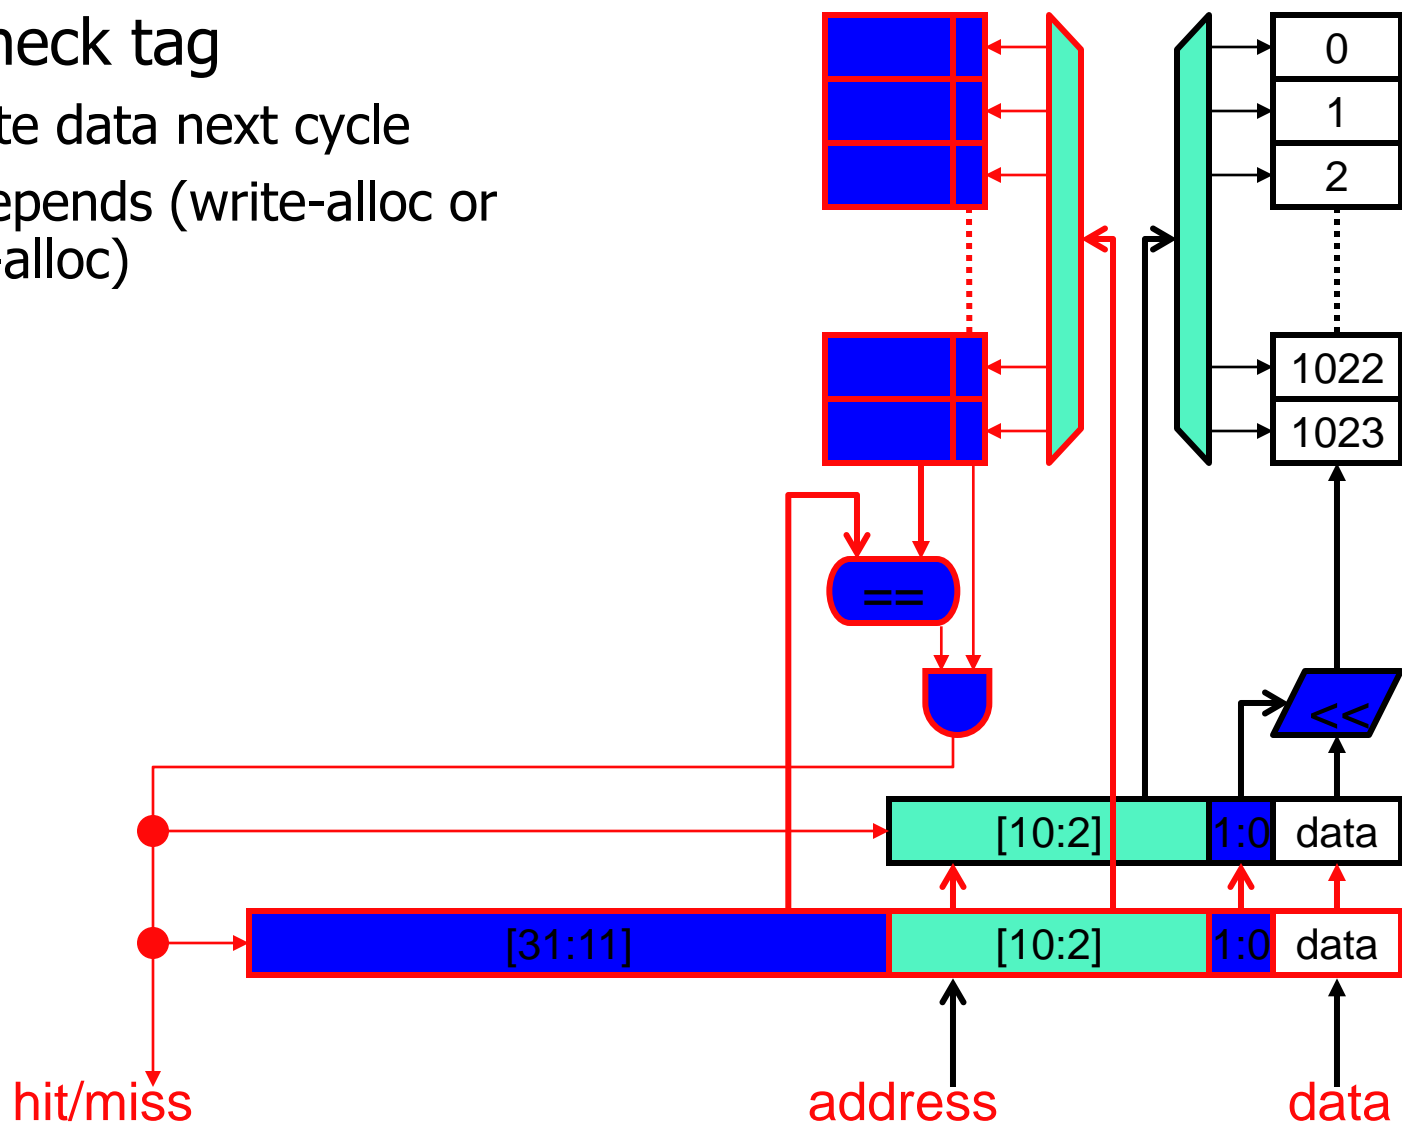 heck tag
te data next cycle
epends (write-alloc or
-alloc)
0
1
2
1022
1023
==
<<
[10:2] 1:0 data
[31:11] [10:2] 1:0 data
hit/miss address data